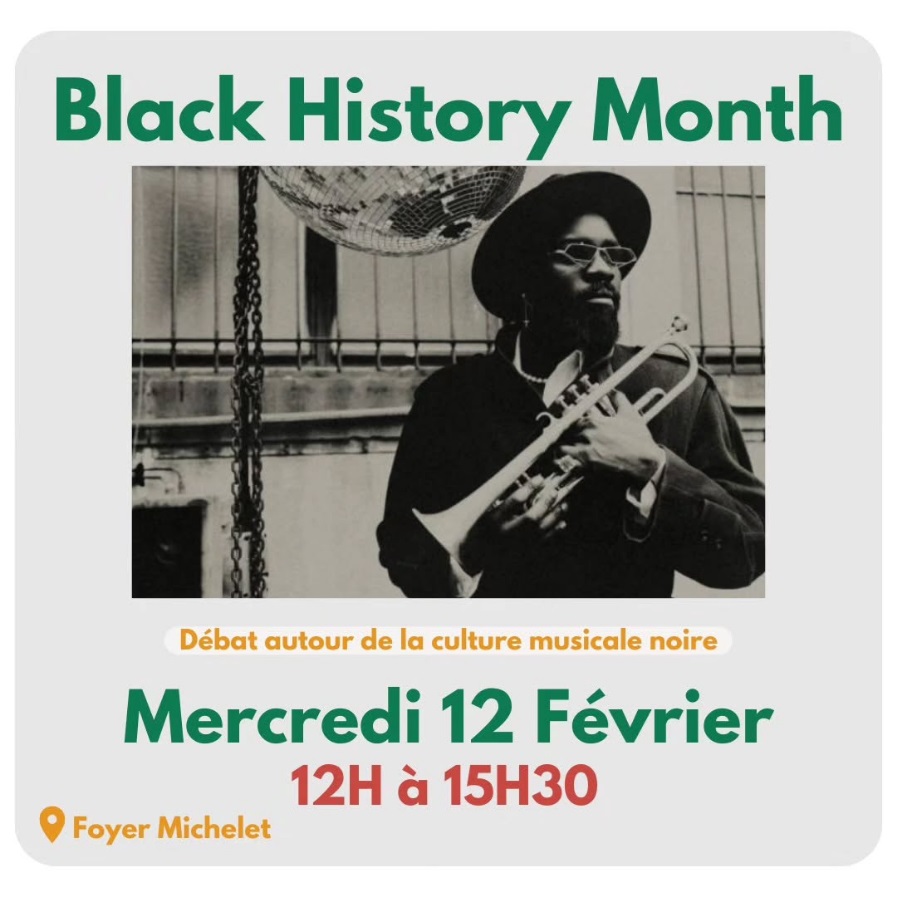 Black History Month
Débat autour de la culture musicale noire
Mercredi 12 Février
12H à 15H30
Foyer Michelet